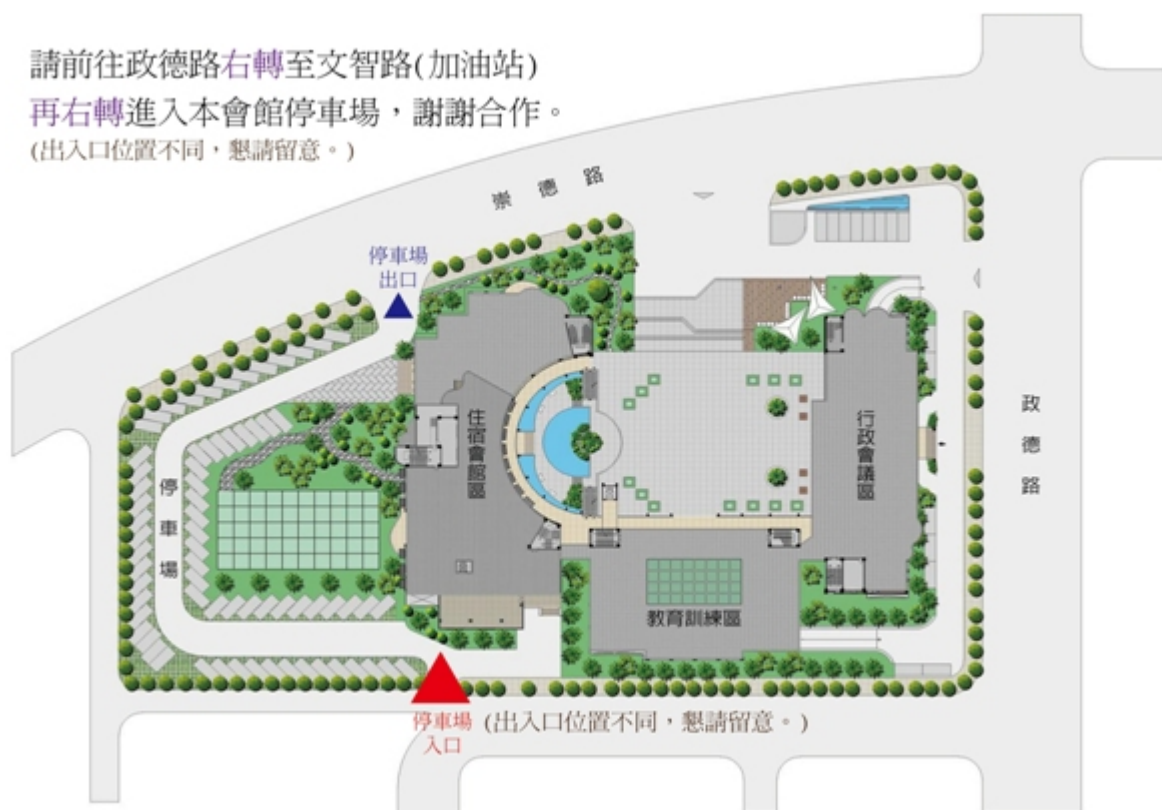 請前往政德路右轉至文智路(加油站)
再右轉進入本會館停車場，謝謝合作。
(出入口位置不同，懇請留意。)
崇德路
停車場
出口
住宿會館區
行政會議區
政德路
停車場
教育訓練區
停車場
入口
(出入口位置不同，懇請留意。)